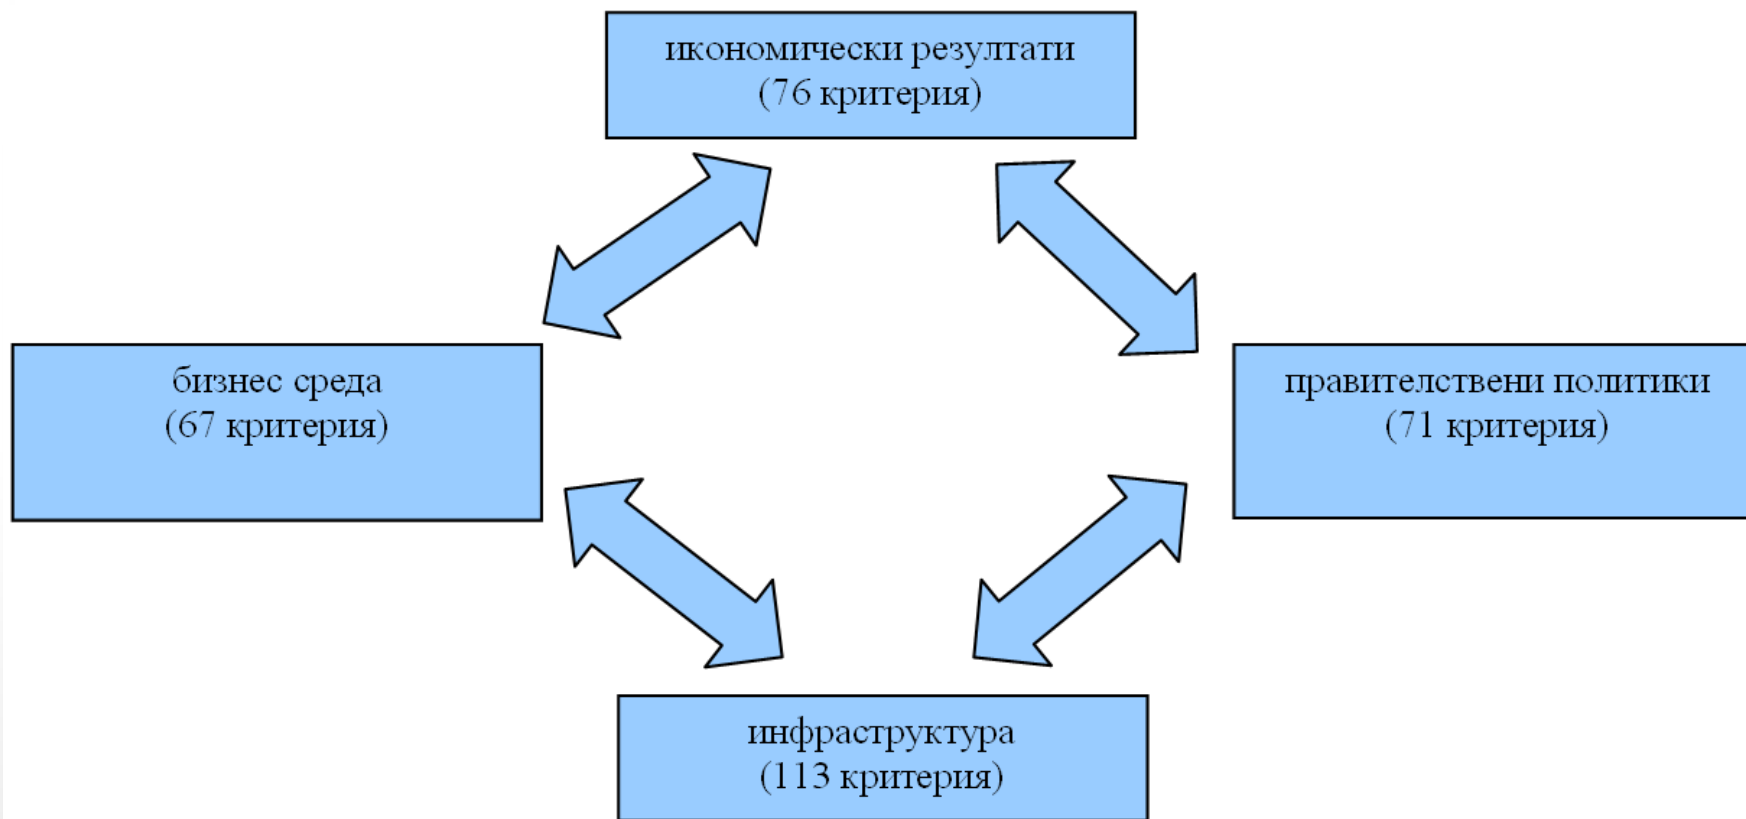 икономически резултати
(76 критерия)
бизнес среда
(67 критерия)
правителствени политики
(71 критерия)
инфраструктура
(113 критерия)